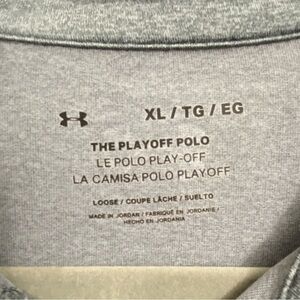 XL / TG / EG
THE PLAYOFF POLO
LE POLO PLAY-OFF
LA CAMISA POLO PLAYOFF
LOOSE / COUPE LÂCHE / SUELTO
MADE IN JORDAN / FABRIQUÉ EN JORDANIE /
HECHO EN JORDANIA